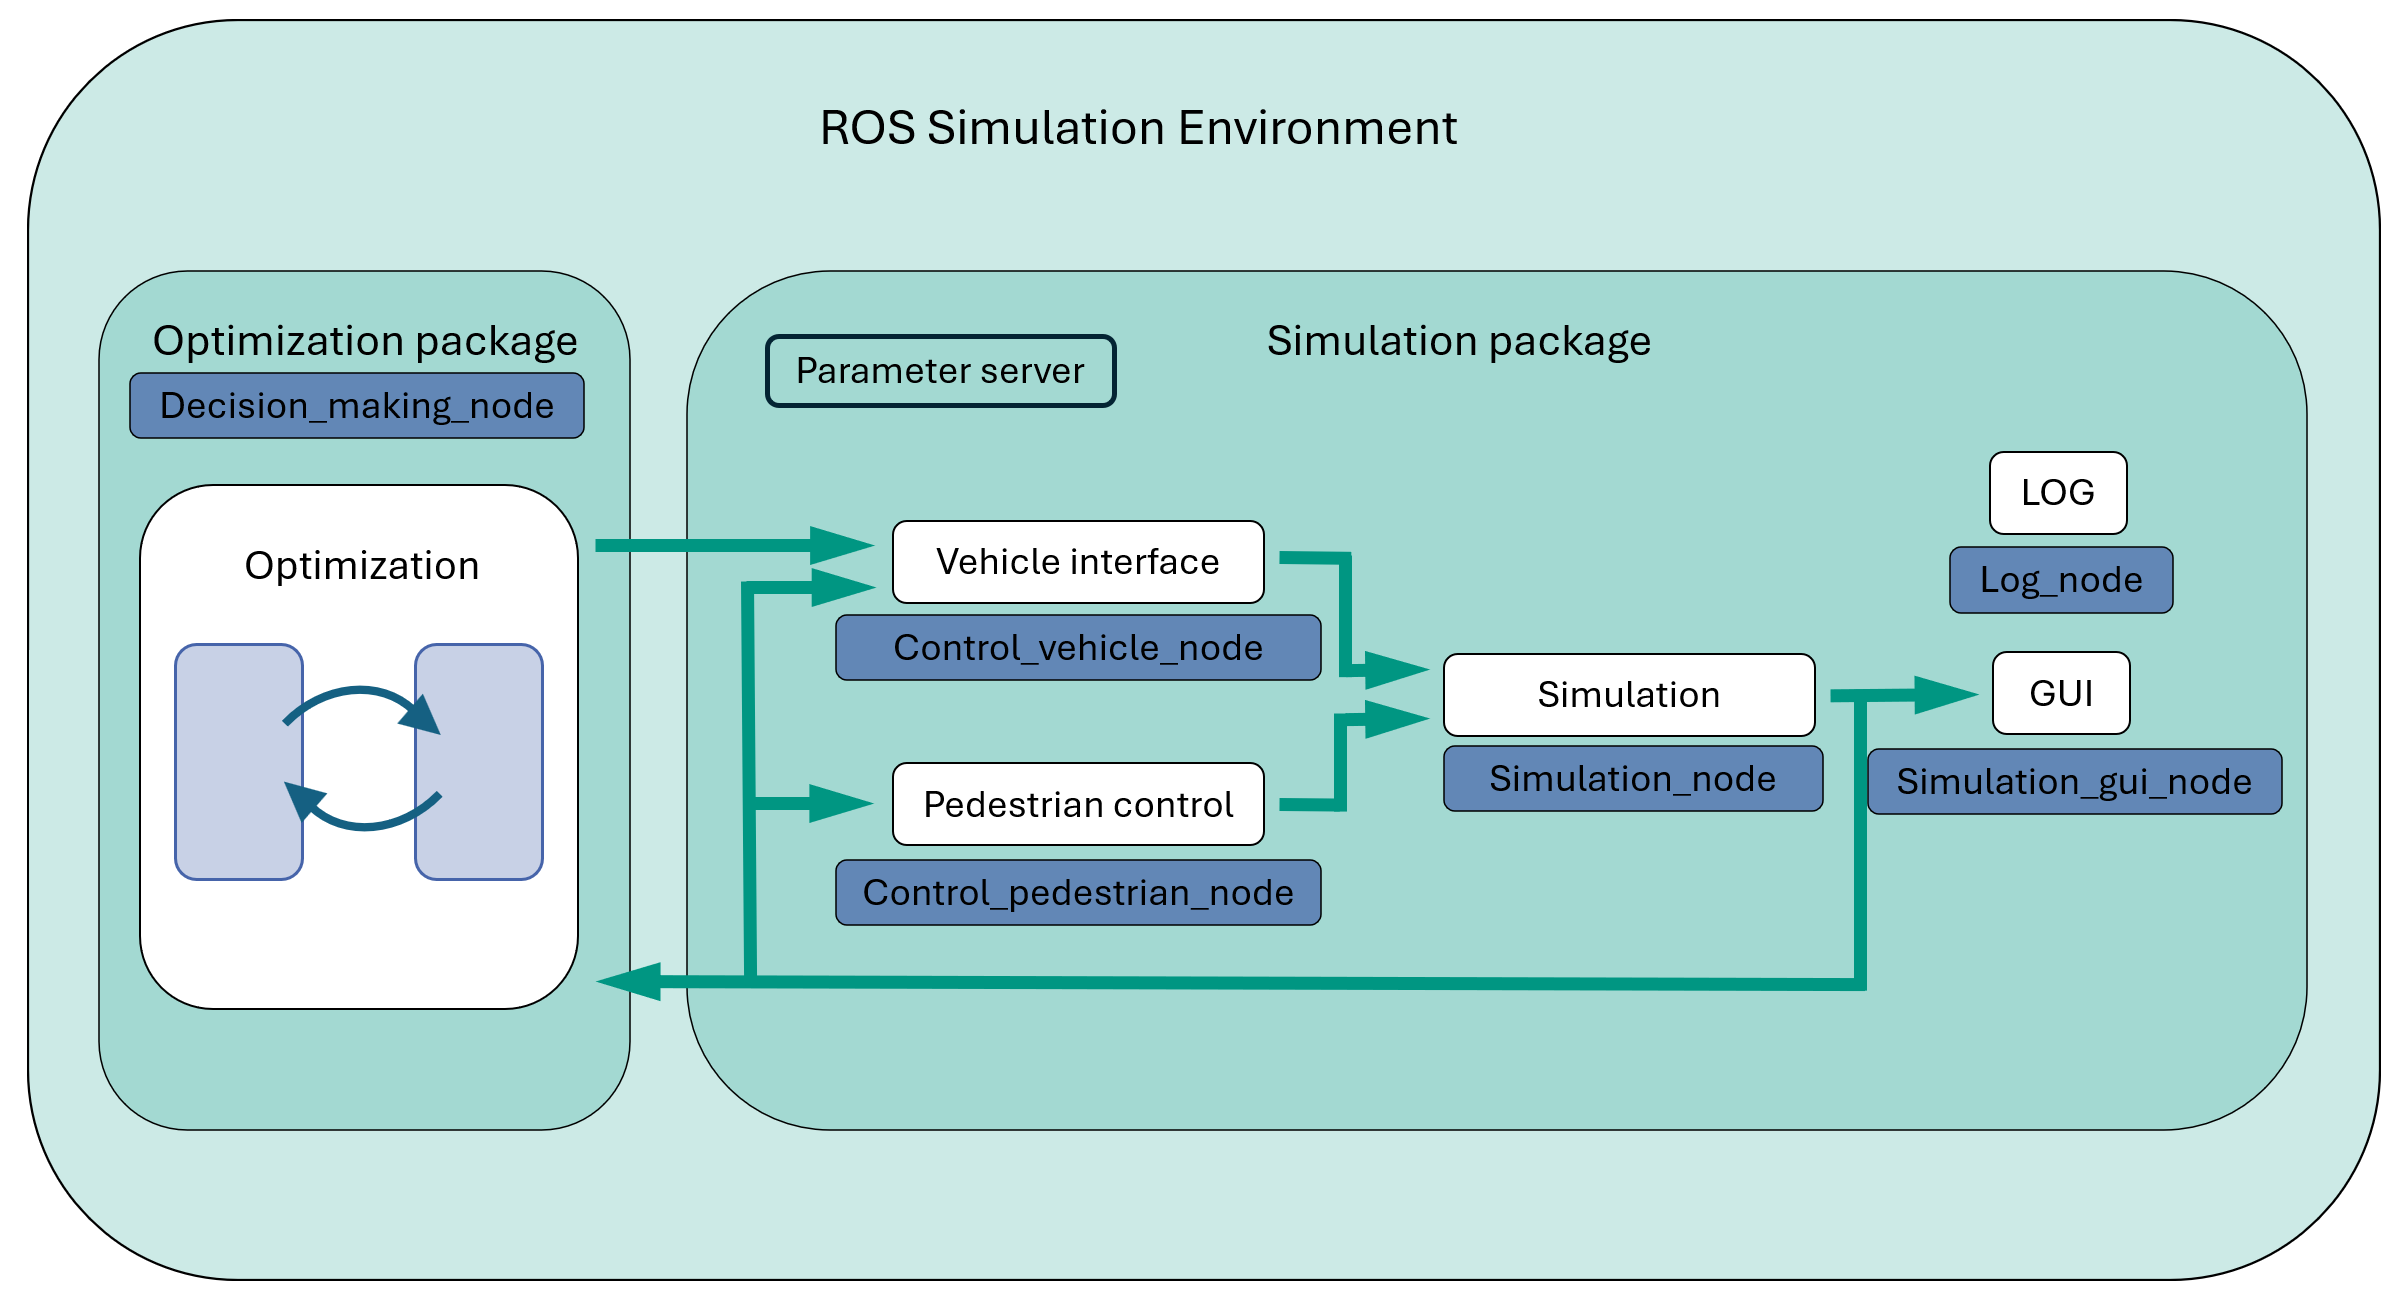 ROS Simulation Environment
Optimization package
Decision_making_node
Optimization
Simulation package
Parameter server
Vehicle interface
Control_vehicle_node
Pedestrian control
Control_pedestrian_node
Simulation
Simulation_node
LOG
Log_node
GUI
Simulation_gui_node